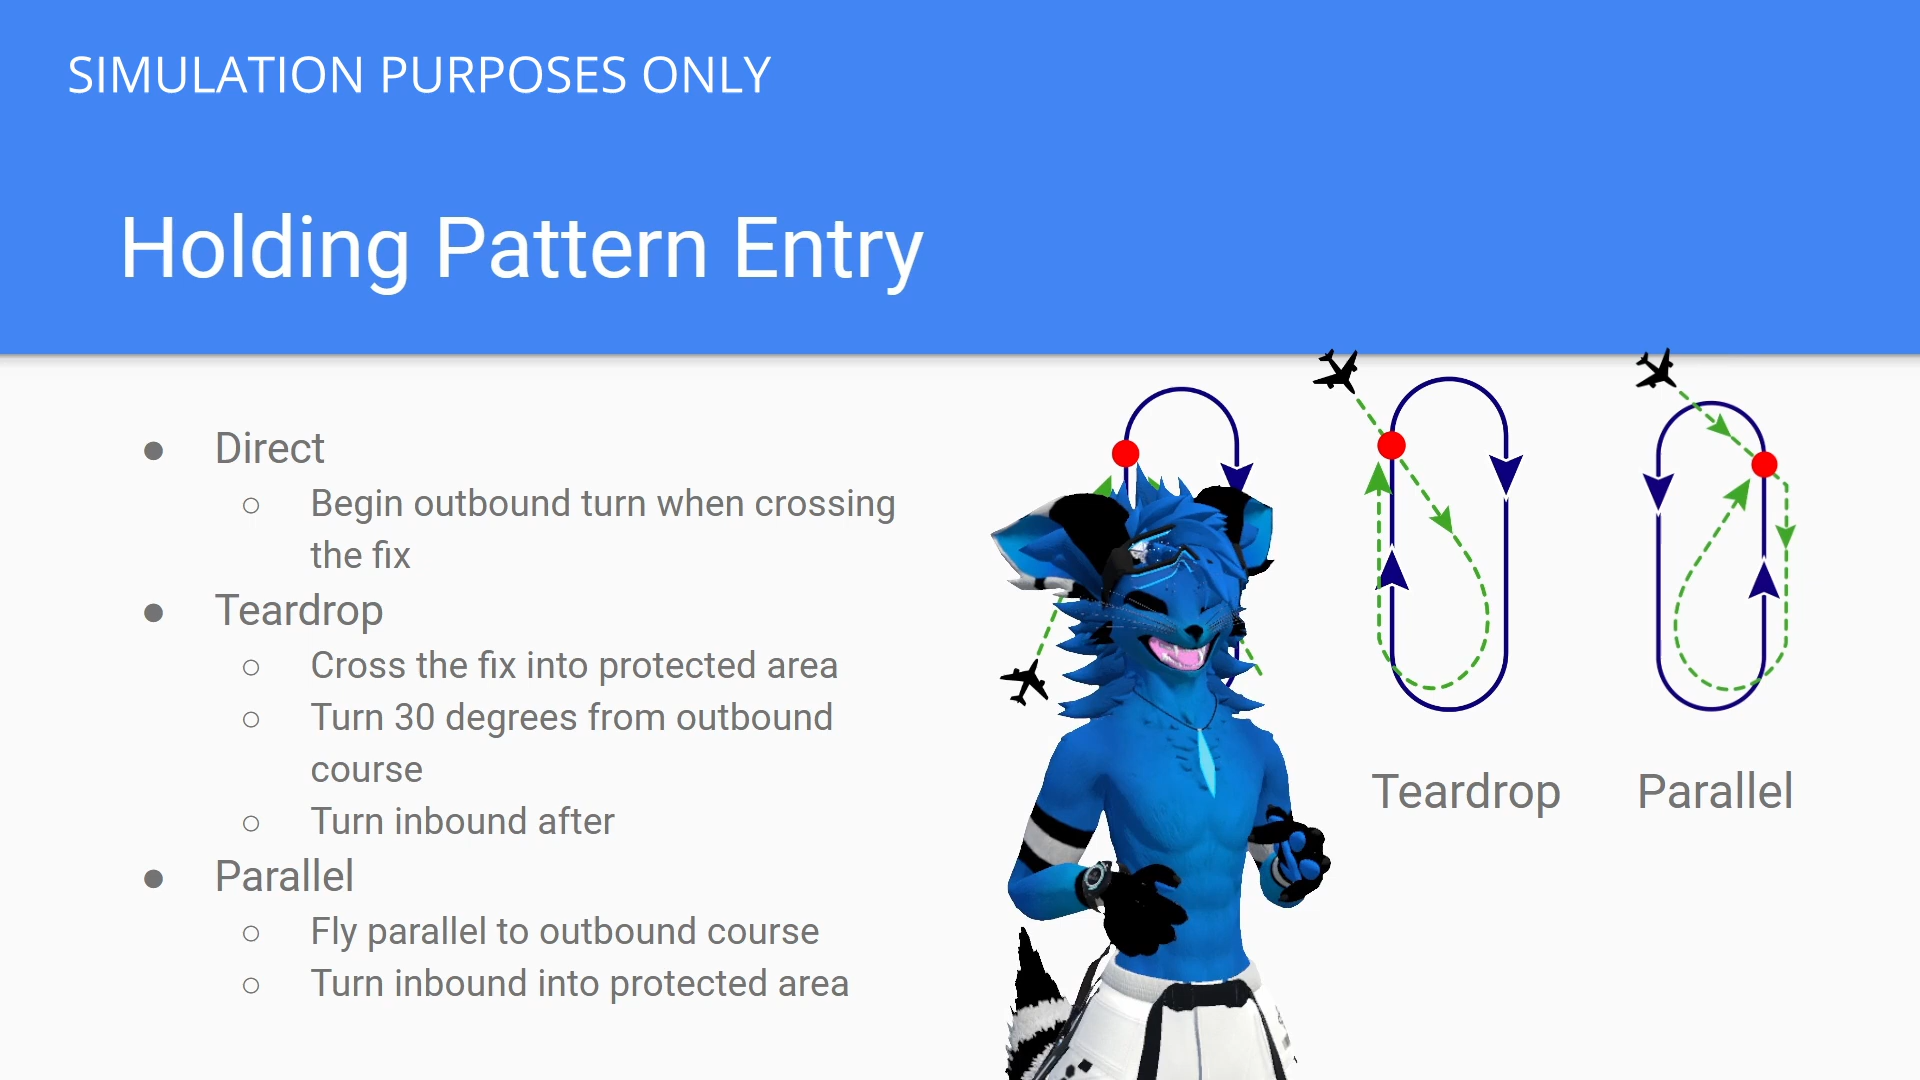 SIMULATION PURPOSES ONLY
Holding Pattern Entry
● Direct
○ Begin outbound turn when crossing
the fix
● Teardrop
○ Cross the fix into protected area
○ Turn 30 degrees from outbound
course
○ Turn inbound after
● Parallel
○ Fly parallel to outbound course
○ Turn inbound into protected area
Teardrop
Parallel